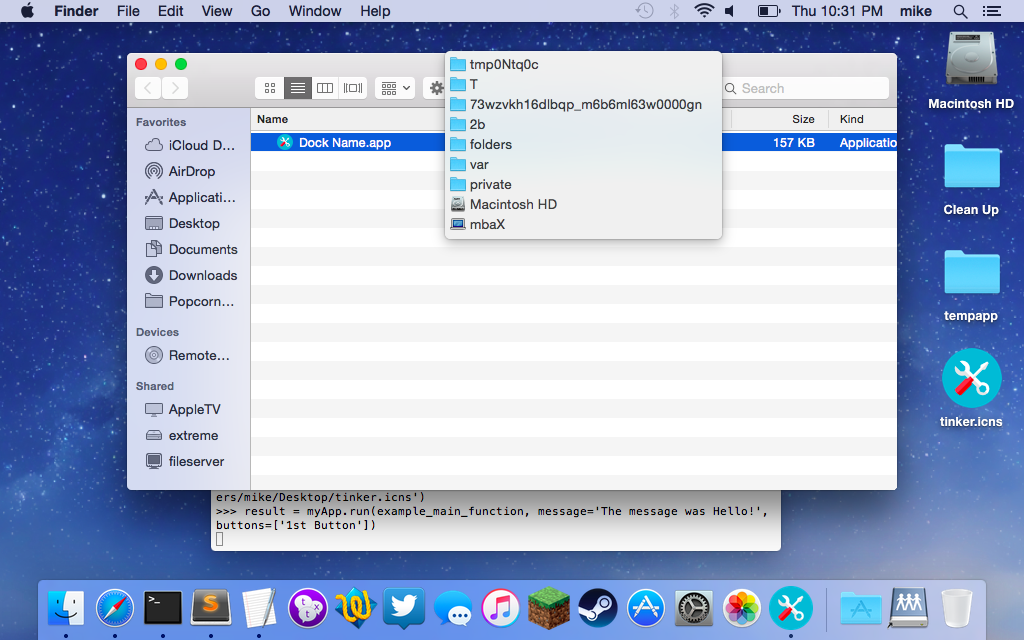 Finder File Edit View Go Window Help Thu 10:31 PM mike
tmp0Ntq0c
T
73wzvkh16dlbqp_m6b6ml63w0000gn
2b
folders
var
private
Macintosh HD
mbaX
Search
Favorites
iCloud D...
AirDrop
Applicati...
Desktop
Documents
Downloads
Popcorn...
Devices
Remote...
Shared
AppleTV
extreme
fileserver
Name Size Kind
Dock Name.app 157 KB Applicatio
Macintosh HD
Clean Up
tempapp
tinker.icns
ers/mike/Desktop/tinker.icns')
>>> result = myApp.run(example_main_function, message='The message was Hello!',
buttons=['1st Button'])